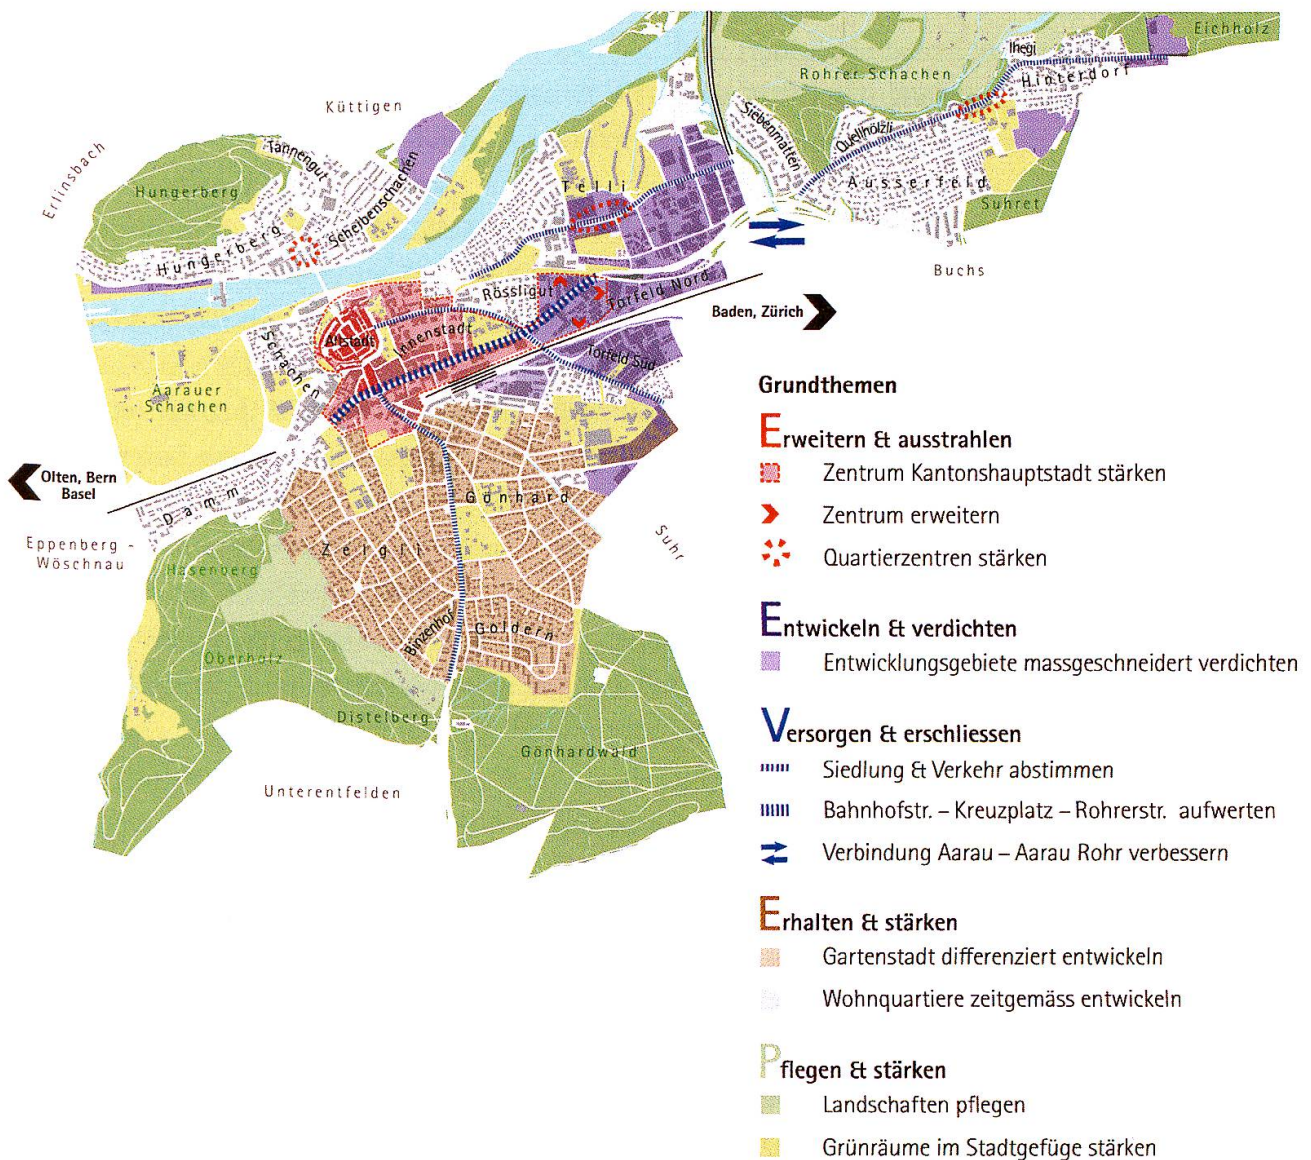 Eichholz
Ihegi
Hinterdorf
Rohrer Schachen
Küttigen
Siebenmatten
Quellhölzli
Erlinsbach
Tannengut
Scheibenschachen
Hungerberg
Telli
Ausserfeld
Suhret
Hungerberg
Buchs
Rössligut
Torfeld Nord
Baden, Zürich
Altstadt
Innenstadt
Schachen
Torfeld Süd
Aarauer
Schachen
Olten, Bern
Basel
Damm
Gönhard
Eppenberg -
Wöschnau
Zelgli
Suhr
Hasenberg
Binzenhof
Goldern
Oberholz
Distelberg
Gönhardwald
Unterentfelden
Grundthemen
Erweitern & ausstrahlen
Zentrum Kantonshauptstadt stärken
Zentrum erweitern
Quartierzentren stärken
Entwickeln & verdichten
Entwicklungsgebiete massgeschneidert verdichten
Versorgen & erschliessen
Siedlung & Verkehr abstimmen
Bahnhofstr. – Kreuzplatz – Rohrerstr. aufwerten
Verbindung Aarau – Aarau Rohr verbessern
Erhalten & stärken
Gartenstadt differenziert entwickeln
Wohnquartiere zeitgemäss entwickeln
Pflegen & stärken
Landschaften pflegen
Grünräume im Stadtgefüge stärken